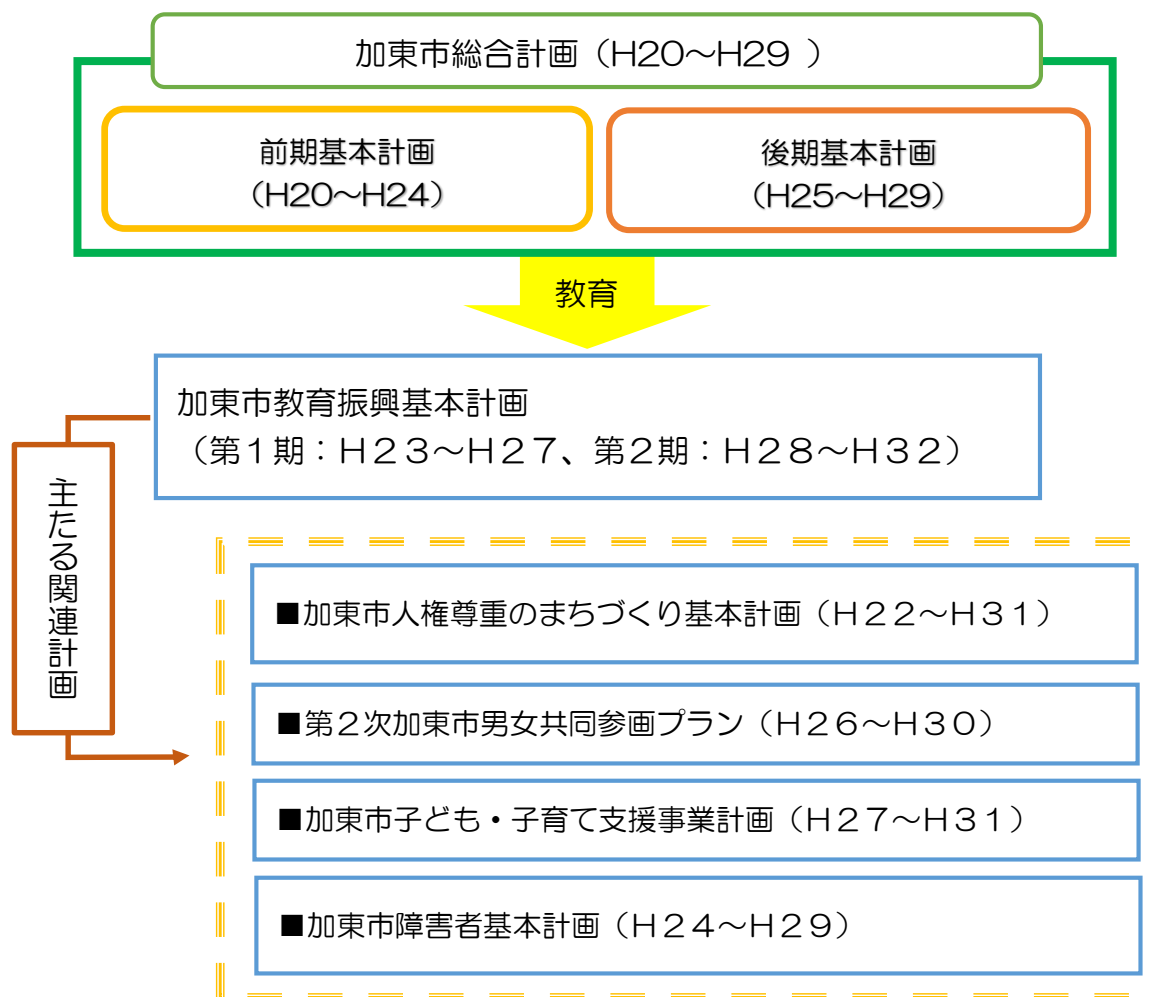 加東市総合計画（H20～H29 ）
前期基本計画
（H20～H24）
後期基本計画
（H25～H29）
教育
加東市教育振興基本計画
（第１期：Ｈ２３～Ｈ２７、第２期：Ｈ２８～Ｈ３２）
主たる関連計画
■加東市人権尊重のまちづくり基本計画（Ｈ２２～Ｈ３１）
■第２次加東市男女共同参画プラン（Ｈ２６～Ｈ３０）
■加東市子ども・子育て支援事業計画（Ｈ２７～Ｈ３１）
■加東市障害者基本計画（Ｈ２４～Ｈ２９）